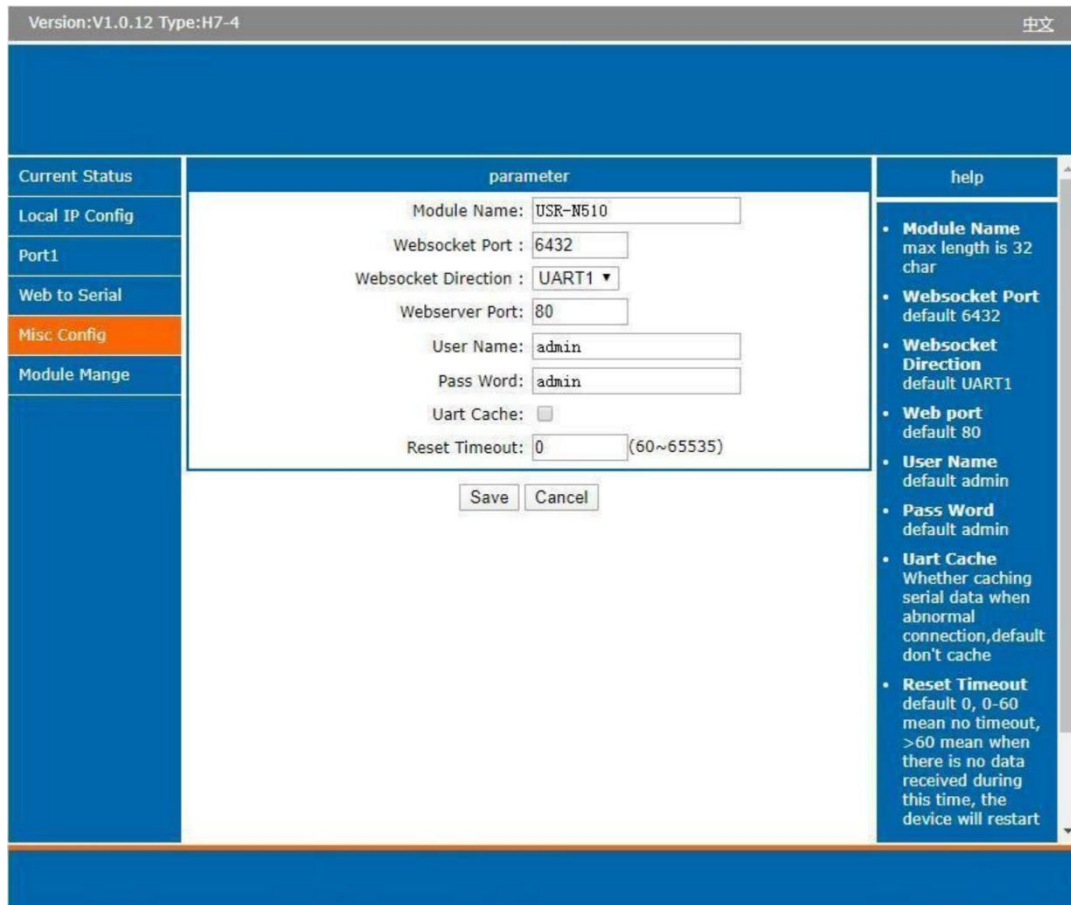 Version:V1.0.12 Type:H7-4
中文
Current Status
Local IP Config
Port1
Web to Serial
Misc Config
Module Mange
parameter
Module Name: USR-N510
Websocket Port : 6432
Websocket Direction : UART1
Webserver Port: 80
User Name: admin
Pass Word: admin
Uart Cache:
Reset Timeout: 0 (60~65535)
Save Cancel
help
• Module Name
max length is 32
char
• Websocket Port
default 6432
• Websocket
Direction
default UART1
• Web port
default 80
• User Name
default admin
• Pass Word
default admin
• Uart Cache
Whether caching
serial data when
abnormal
connection,default
don't cache
• Reset Timeout
default 0, 0-60
mean no timeout,
>60 mean when
there is no data
received during
this time, the
device will restart